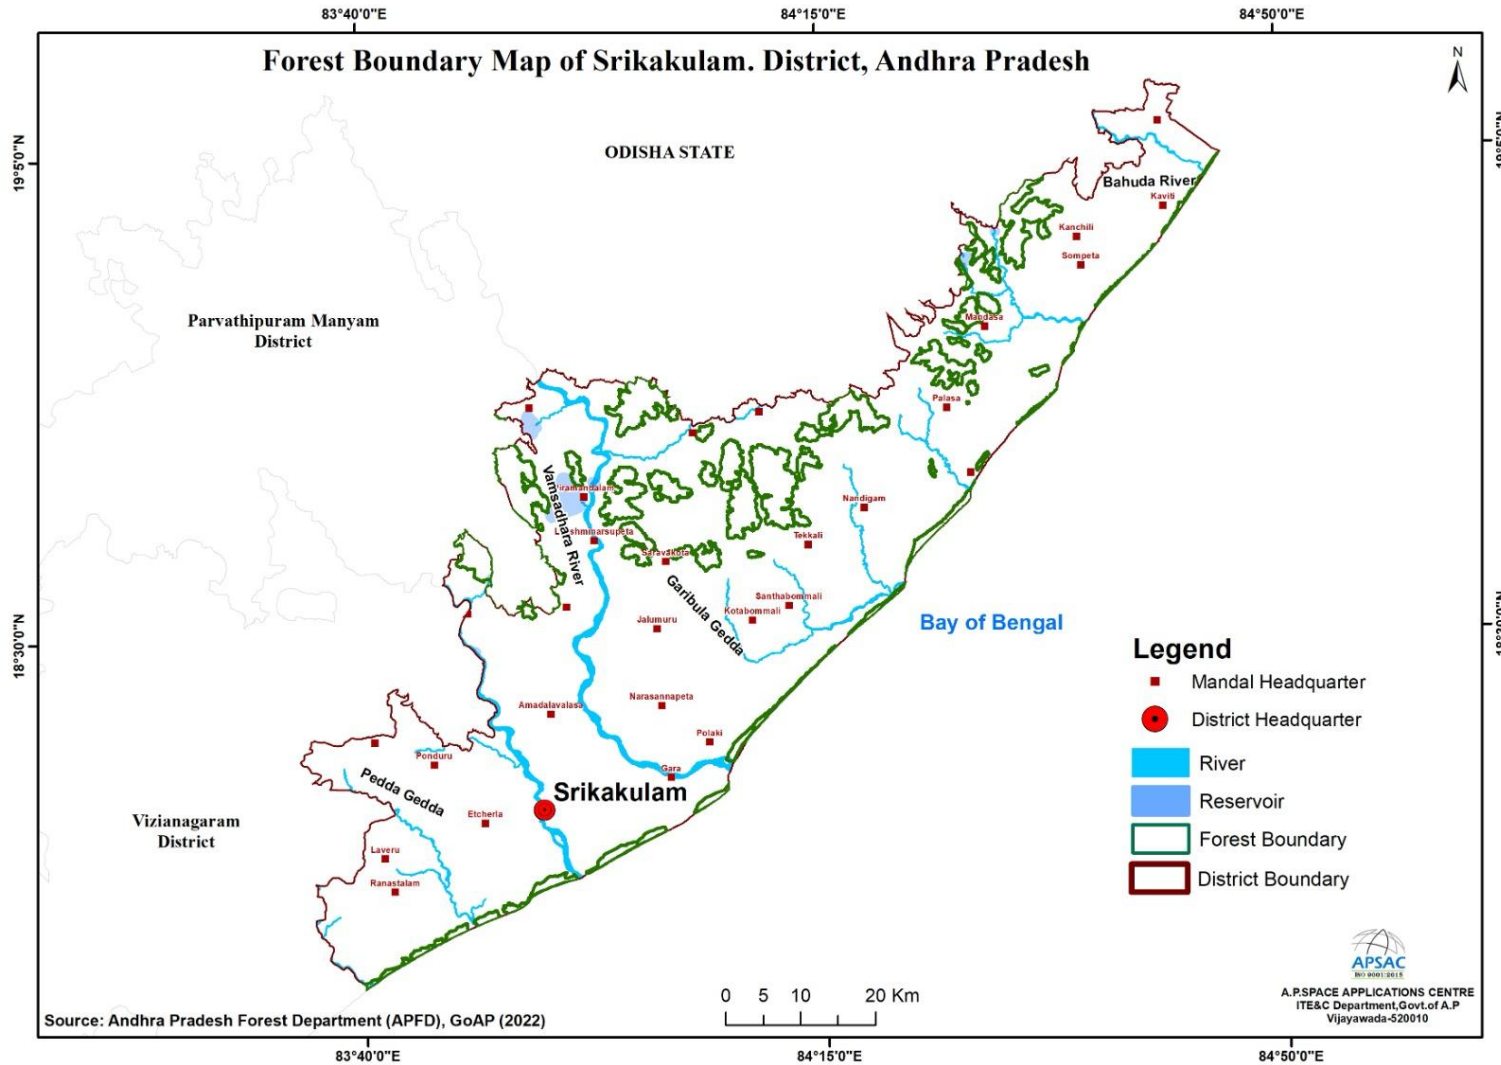 83°40'0"E
84°15'0"E
84°50'0"E
Forest Boundary Map of Srikakulam. District, Andhra Pradesh
N
19°5'0"N
ODISHA STATE
Bahuda River
Kaviti
Kanchili
Sompeta
Mandasa
Parvathipuram Manyam
District
Palasa
Vamsadhara River
Nandigam
Tekkali
Saravakota
Garibula Gedda
Santhabommali
Kotabommali
Jalumuru
Bay of Bengal
18°30'0"N
Narasannapeta
Amadalavalasa
Polaki
Ponduru
Gara
Pedda Gedda
Srikakulam
Etcherla
Vizianagaram
District
Laveru
Ranastalam
Legend
Mandal Headquarter
District Headquarter
River
Reservoir
Forest Boundary
District Boundary
APSAC
ISO 9001:2015
A.P.SPACE APPLICATIONS CENTRE
ITE&C Department,Govt.of A.P
Vijayawada-520010
0 5 10 20 Km
Source: Andhra Pradesh Forest Department (APFD), GoAP (2022)
83°40'0"E
84°15'0"E
84°50'0"E